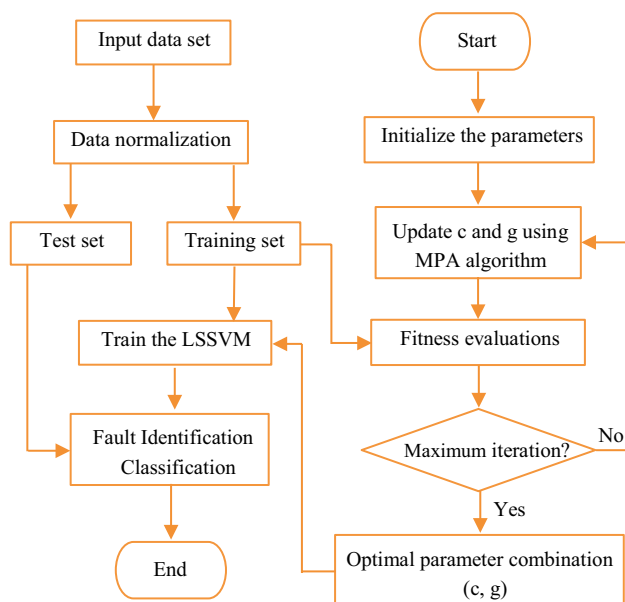 Input data set
Data normalization
Test set
Training set
Train the LSSVM
Fault Identification
Classification
End
Start
Initialize the parameters
Update c and g using
MPA algorithm
Fitness evaluations
Maximum iteration?
No
Yes
Optimal parameter combination
(c, g)